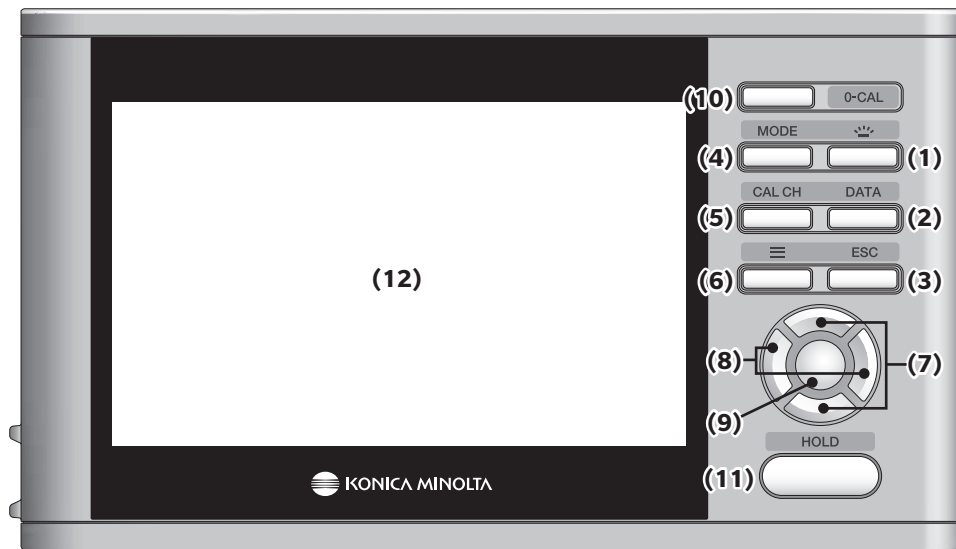 (10) 0-CAL
MODE
(4) (1)
CAL CH DATA
(5) (2)
ESC
(6) (3)
(12)
(8) (7)
(9)
HOLD
(11)
KONICA MINOLTA